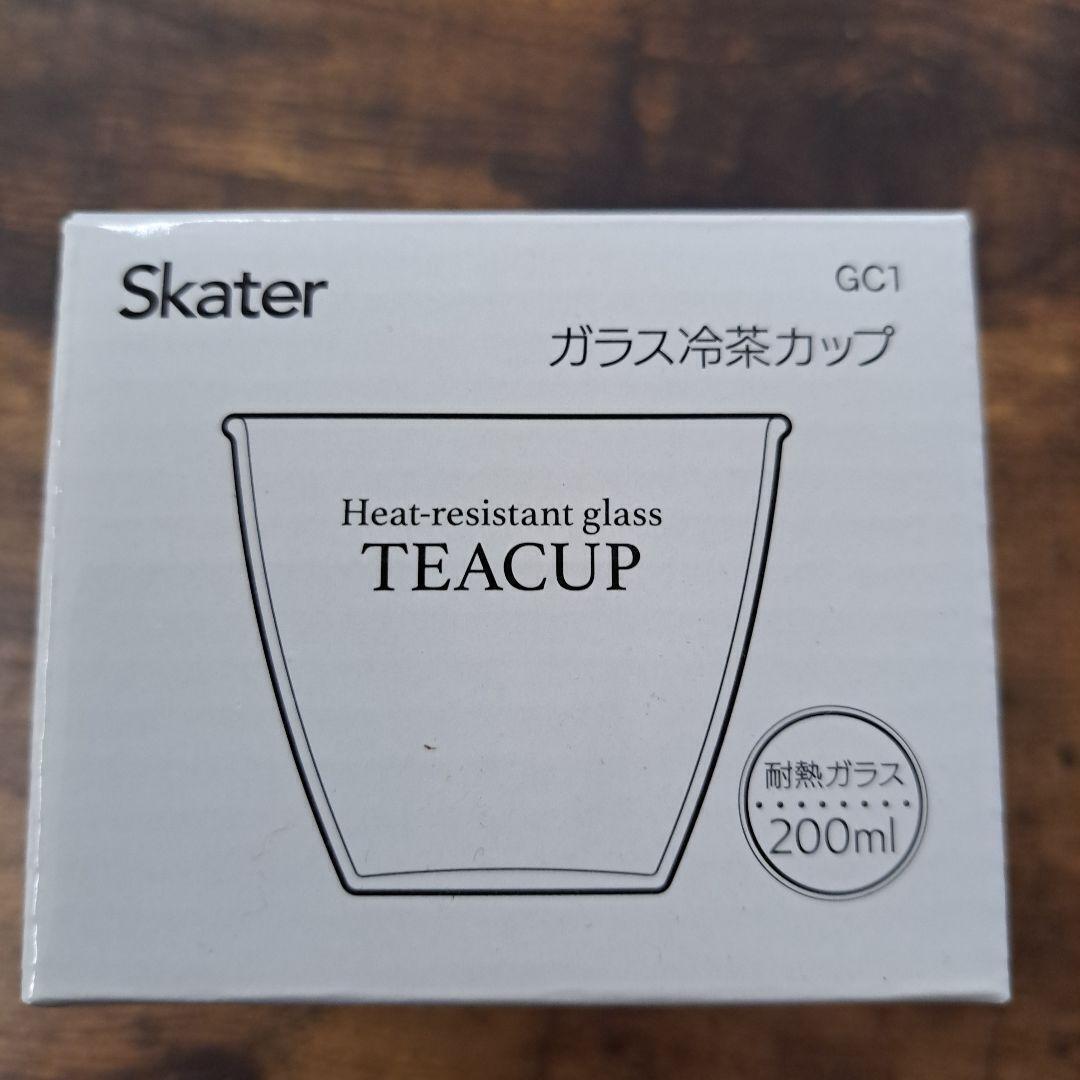 Skater
GC1
ガラス冷茶カップ
Heat-resistant glass
TEACUP
耐熱ガラス
200ml